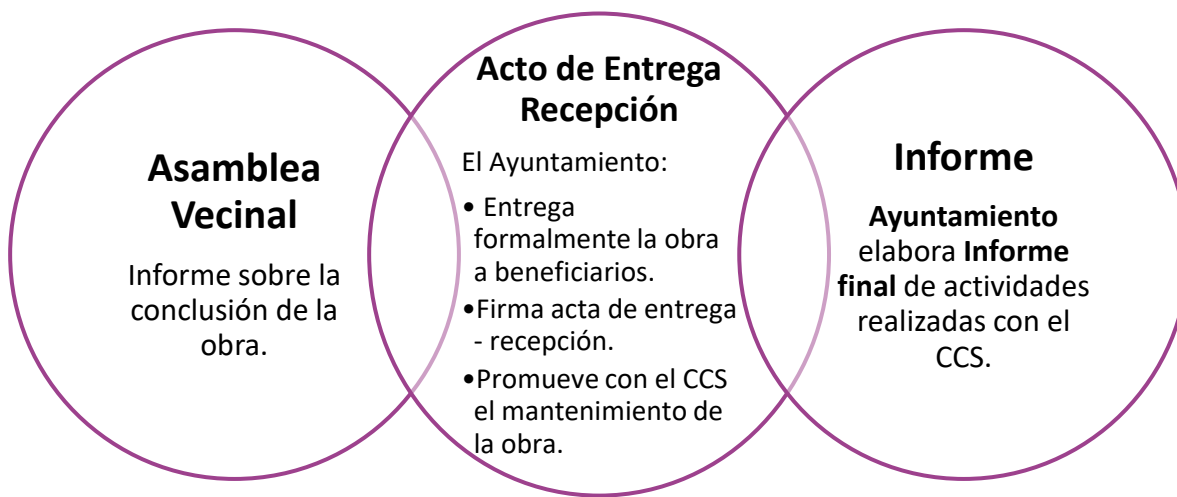 Asamblea
Vecinal
Informe sobre la
conclusión de la
obra.
Acto de Entrega
Recepción
El Ayuntamiento:
• Entrega
formalmente la obra
a beneficiarios.
•Firma acta de entrega
- recepción.
•Promueve con el CCS
el mantenimiento de
la obra.
Informe
Ayuntamiento
elabora Informe
final de actividades
realizadas con el
CCS.